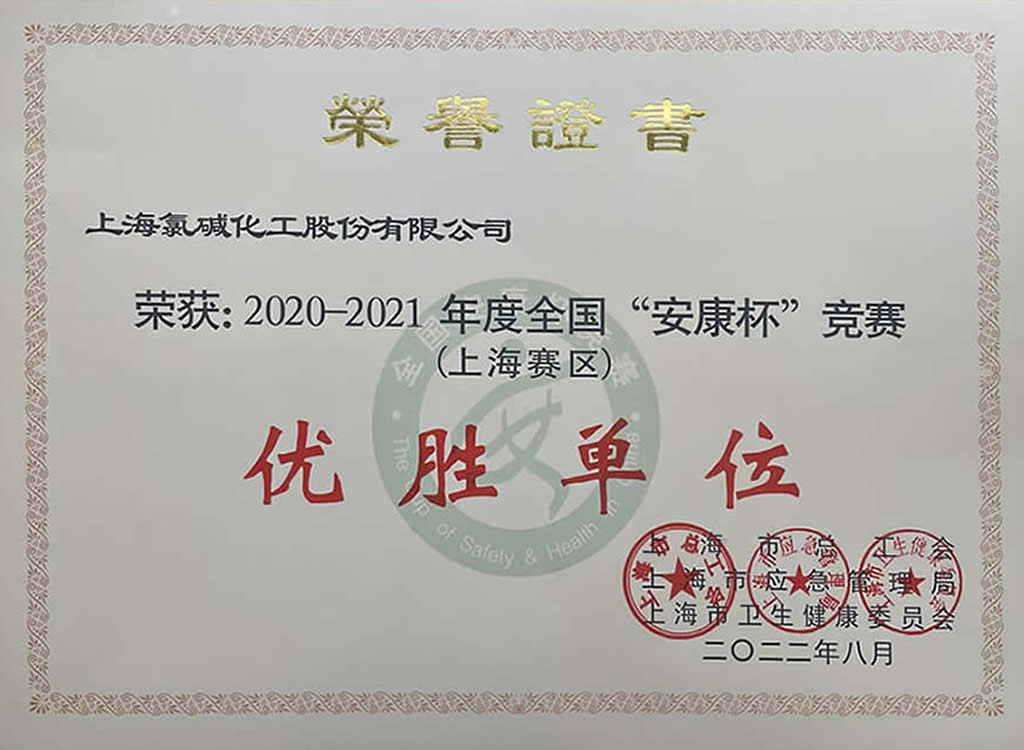 榮譽證書
上海氯碱化工股份有限公司
荣获: 2020-2021 年度全国“安康杯”竞赛
(上海赛区)
优胜单位
The Cup of Safety & Health in China
上海市总工会
上海市应急管理局
上海市卫生健康委员会
二〇二二年八月